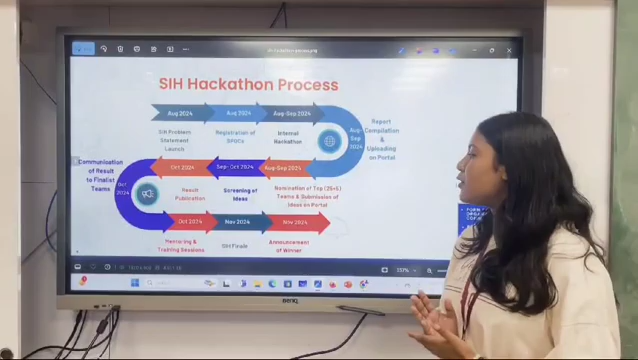 SIH Hackathon Process
Aug 2024
Aug 2024
Aug-Sep 2024
Aug-
Sep
2024
Report
Compilation &
Uploading
on Portal
SIH Problem
Statement
Launch
Registration of
SPOCs
Internal
Hackathon
Communication
of Result
to Finalist
Teams
Oct
2024
Oct 2024
Sep- Oct 2024
Aug-Sep 2024
Result
Publication
Screening of
Ideas
Nomination of Top (25+5)
Teams & Submission of
Ideas on Portal
Oct 2024
Nov 2024
Nov 2024
Mentoring &
Training Sessions
SIH Finale
Announcement
of Winner
Search
BenQ